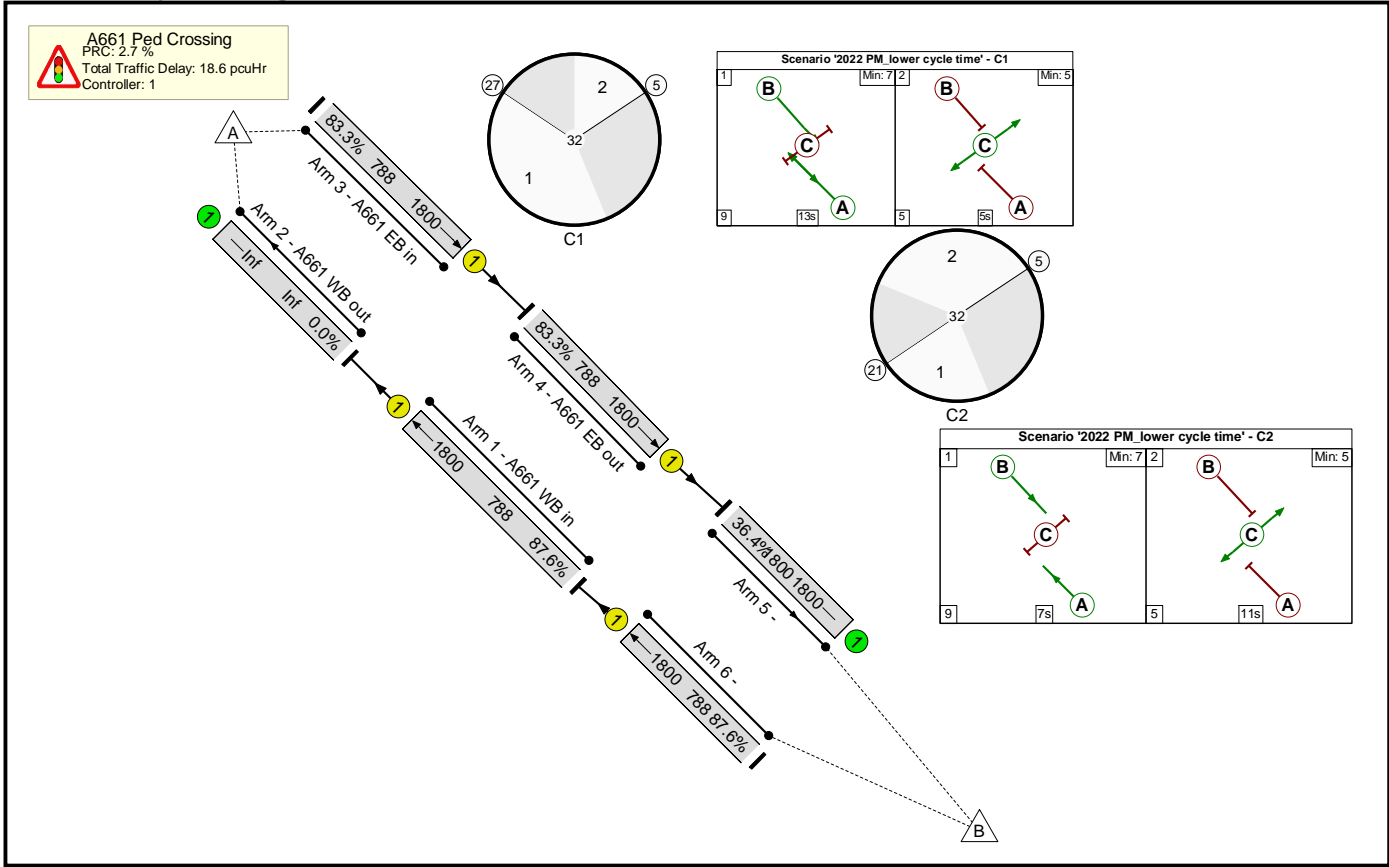 A661 Ped Crossing
PRC: 2.7 %
Total Traffic Delay: 18.6 pcuHr
Controller: 1
A
83.3% 788 1800
Arm 3 - A661 EB in
1
27
2
5
32
1
C1
Scenario '2022 PM_lower cycle time' - C1
1
Min: 7
B
C
A
9
13s
2
Min: 5
B
C
A
5
5s
1
Arm 2 - A661 WB out
Inf Inf 0.0%
83.3% 788 1800
Arm 4 - A661 EB out
1
2
5
32
21
1
C2
Scenario '2022 PM_lower cycle time' - C2
1
Min: 7
B
C
A
9
7s
2
Min: 5
B
C
A
5
11s
1
Arm 1 - A661 WB in
1800 788 87.6%
36.4% 1800 1800
Arm 5 -
1
1
Arm 6 -
1800 788 87.6%
B